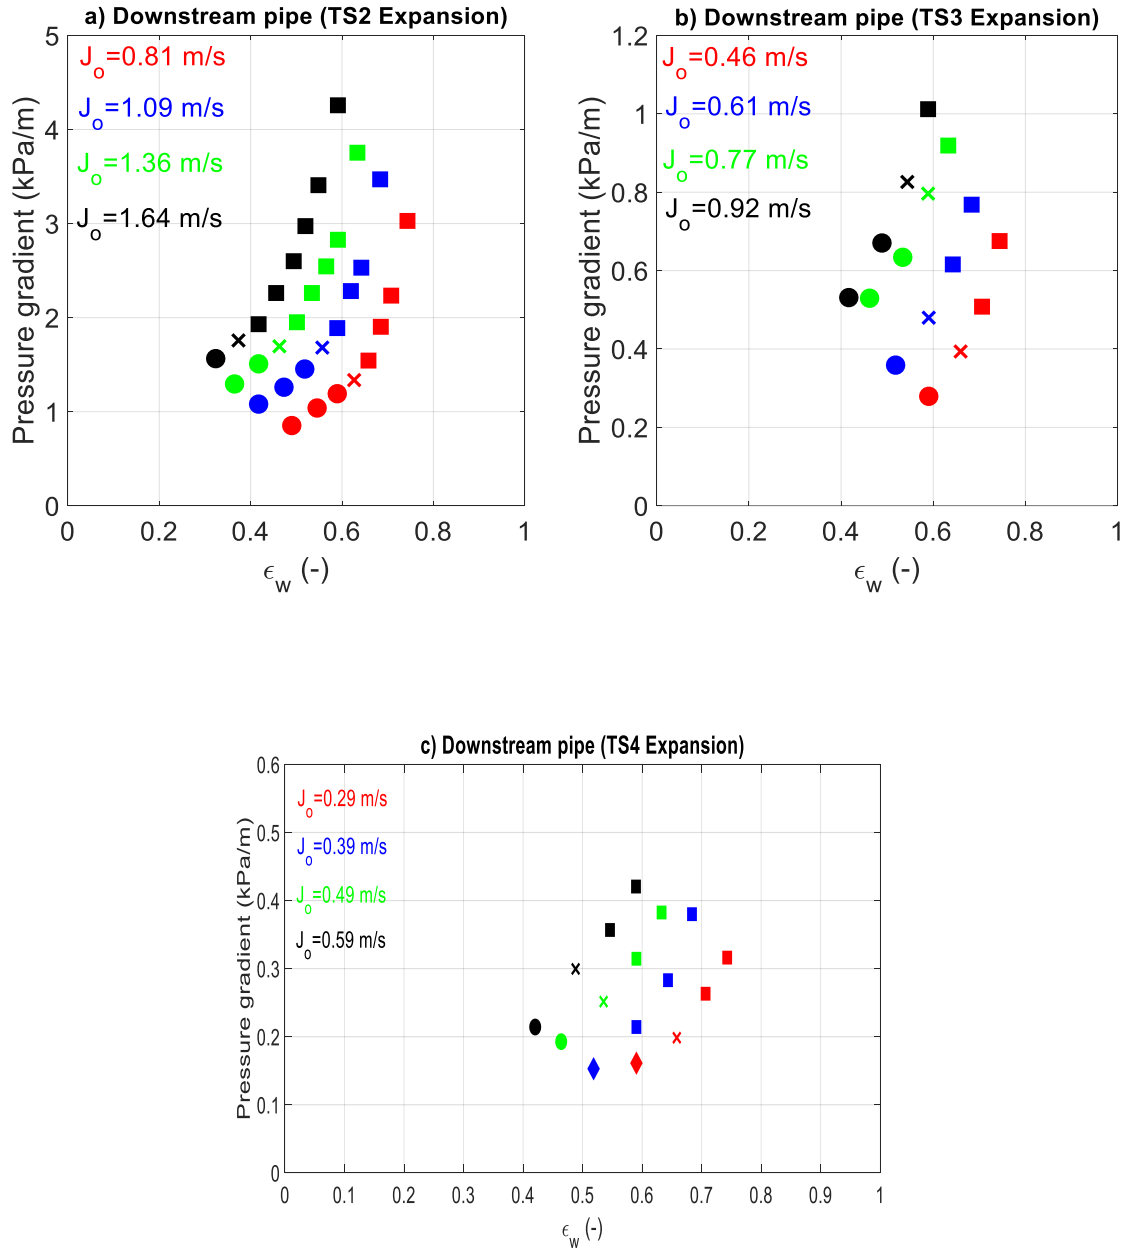 a) Downstream pipe (TS2 Expansion)
J_o=0.81 m/s
J_o=1.09 m/s
J_o=1.36 m/s
J_o=1.64 m/s
Pressure gradient (kPa/m)
5
4
3
2
1
0
0 0.2 0.4 0.6 0.8 1
ϵ_w (-)
b) Downstream pipe (TS3 Expansion)
J_o=0.46 m/s
J_o=0.61 m/s
J_o=0.77 m/s
J_o=0.92 m/s
Pressure gradient (kPa/m)
1.2
1
0.8
0.6
0.4
0.2
0
0 0.4 0.6 0.8 1
ϵ_w (-)
c) Downstream pipe (TS4 Expansion)
J_o=0.29 m/s
J_o=0.39 m/s
J_o=0.49 m/s
J_o=0.59 m/s
Pressure gradient (kPa/m)
0.6
0.5
0.4
0.3
0.2
0.1
0
0 0.1 0.2 0.3 0.4 0.5 0.6 0.7 0.8 0.9 1
ϵ_w (-)